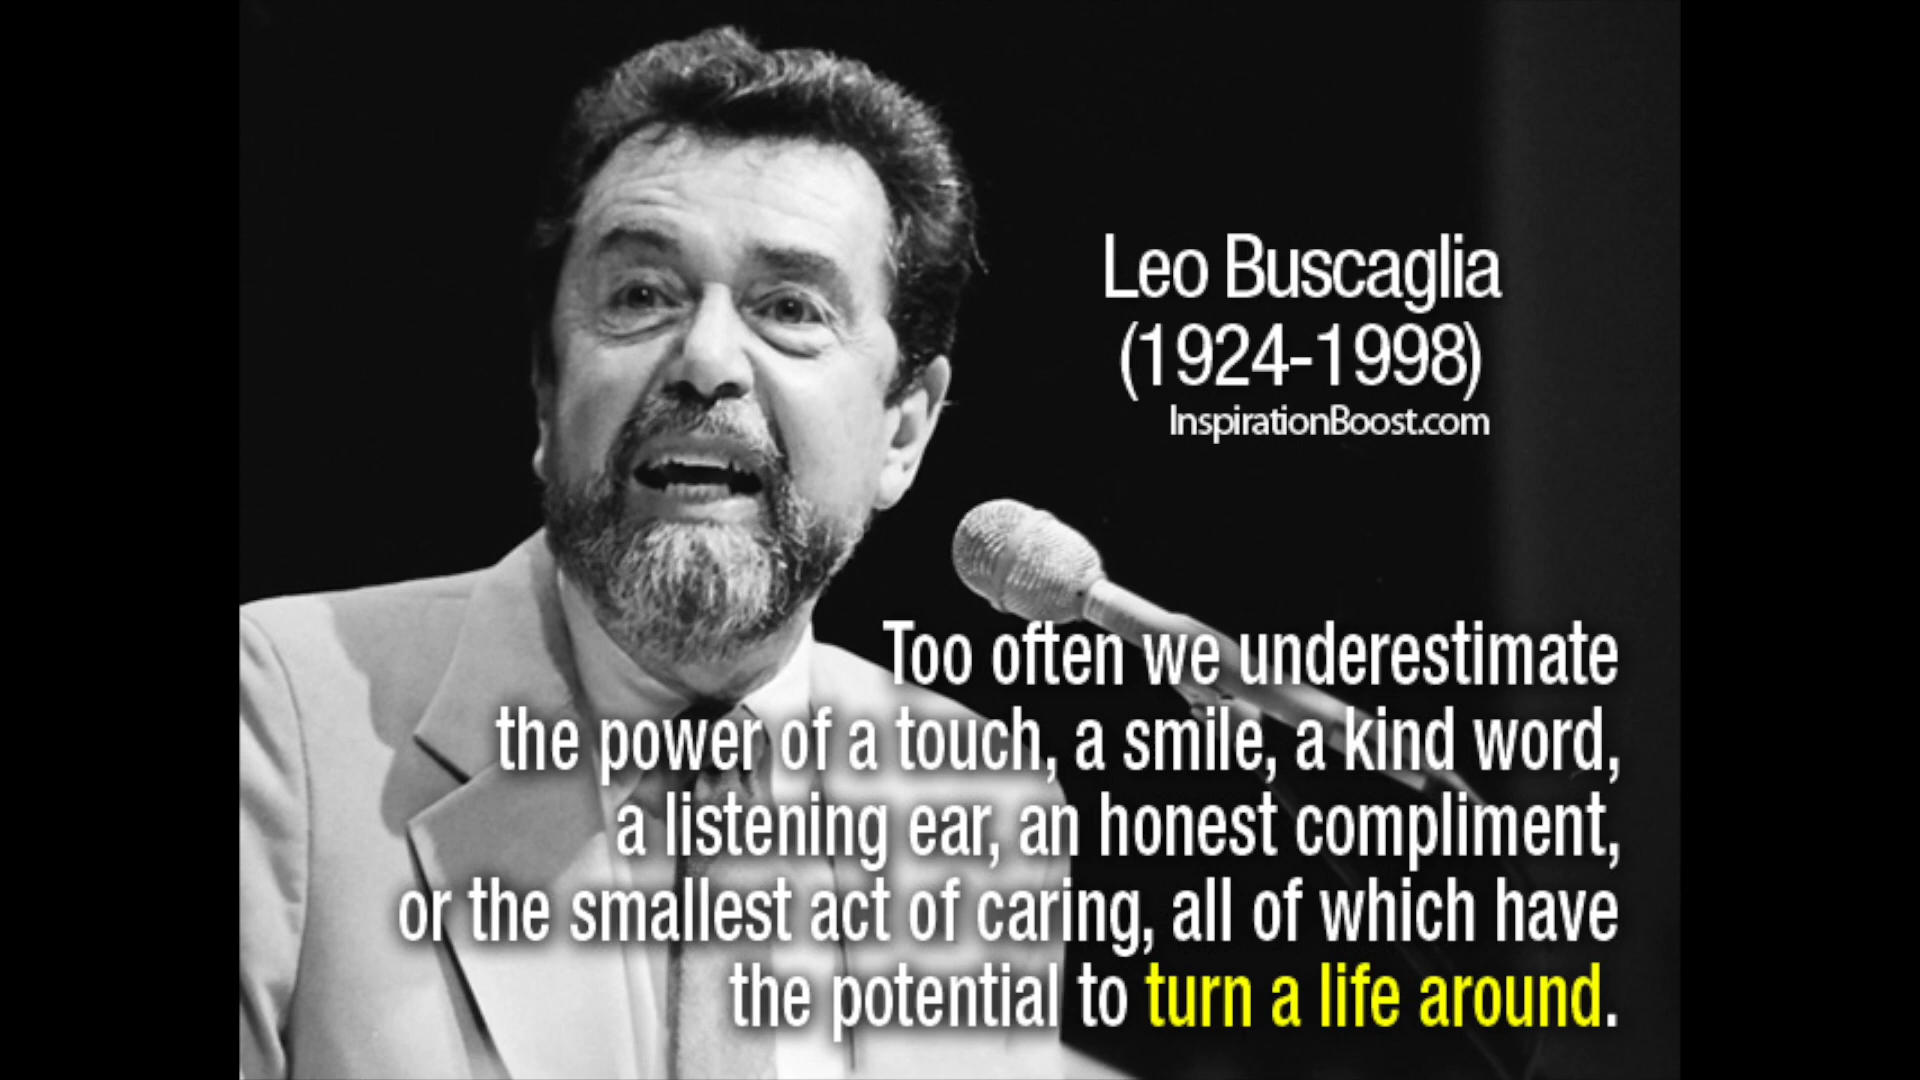 Leo Buscaglia
(1924-1998)
InspirationBoost.com
Too often we underestimate
the power of a touch, a smile, a kind word,
a listening ear, an honest compliment,
or the smallest act of caring, all of which have
the potential to turn a life around.